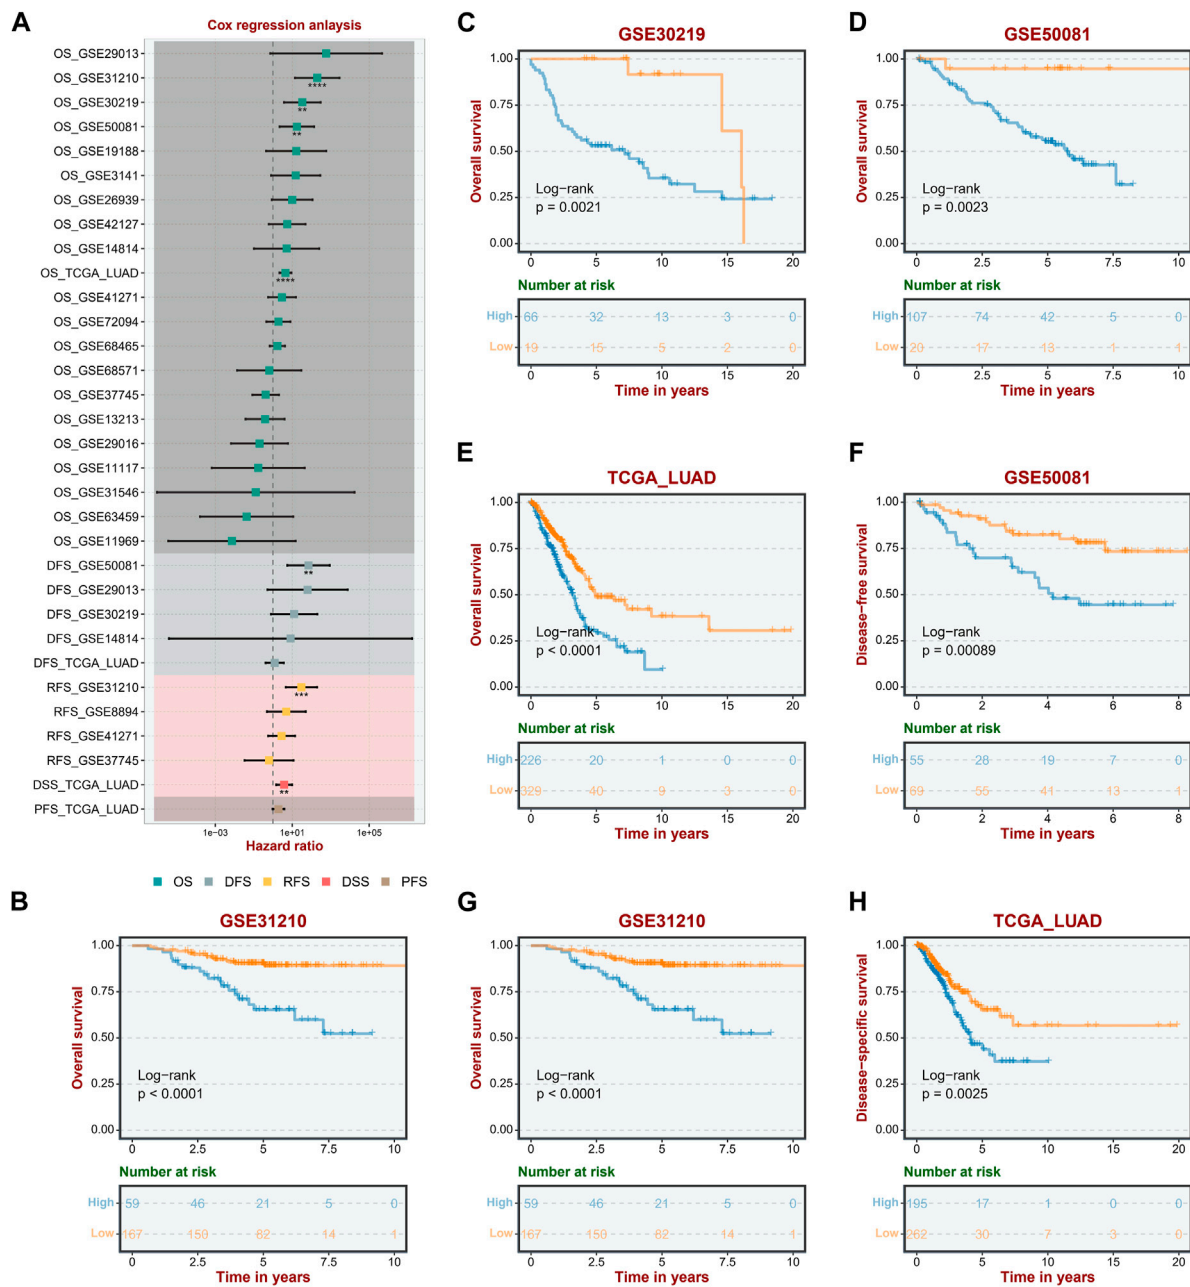 A
Cox regression anlaysis
OS_GSE29013
OS_GSE31210
****
OS_GSE30219
**
OS_GSE50081
**
OS_GSE19188
OS_GSE3141
OS_GSE26939
OS_GSE42127
OS_GSE14814
OS_TCGA_LUAD
****
OS_GSE41271
OS_GSE72094
OS_GSE68465
OS_GSE68571
OS_GSE37745
OS_GSE13213
OS_GSE29016
OS_GSE11117
OS_GSE31546
OS_GSE63459
OS_GSE11969
DFS_GSE50081
**
DFS_GSE29013
DFS_GSE30219
DFS_GSE14814
DFS_TCGA_LUAD
RFS_GSE31210
***
RFS_GSE8894
RFS_GSE41271
RFS_GSE37745
DSS_TCGA_LUAD
**
PFS_TCGA_LUAD
1e−03 1e+01 1e+05
Hazard ratio
OS DFS RFS DSS PFS
C
GSE30219
Overall survival
1.00
0.75
0.50
0.25
0.00
Log−rank
p = 0.0021
0 5 10 15 20
Number at risk
High 66 32 13 3 0
Low 19 15 5 2 0
0 5 10 15 20
Time in years
D
GSE50081
Overall survival
1.00
0.75
0.50
0.25
0.00
Log−rank
p = 0.0023
0 2.5 5 7.5 10
Number at risk
High 107 74 42 5 0
Low 20 17 13 1 1
0 2.5 5 7.5 10
Time in years
E
TCGA_LUAD
Overall survival
1.00
0.75
0.50
0.25
0.00
Log−rank
p < 0.0001
0 5 10 15 20
Number at risk
High 226 20 1 0 0
Low 329 40 9 3 0
0 5 10 15 20
Time in years
F
GSE50081
Disease−free survival
1.00
0.75
0.50
0.25
0.00
Log−rank
p = 0.00089
0 2 4 6 8
Number at risk
High 55 28 19 7 0
Low 69 55 41 13 1
0 2 4 6 8
Time in years
B
GSE31210
Overall survival
1.00
0.75
0.50
0.25
0.00
Log−rank
p < 0.0001
0 2.5 5 7.5 10
Number at risk
High 59 46 21 5 0
Low 167 150 82 14 1
0 2.5 5 7.5 10
Time in years
G
GSE31210
Overall survival
1.00
0.75
0.50
0.25
0.00
Log−rank
p < 0.0001
0 2.5 5 7.5 10
Number at risk
High 59 46 21 5 0
Low 167 150 82 14 1
0 2.5 5 7.5 10
Time in years
H
TCGA_LUAD
Disease−specific survival
1.00
0.75
0.50
0.25
0.00
Log−rank
p = 0.0025
0 5 10 15 20
Number at risk
High 195 17 1 0 0
Low 262 30 7 3 0
0 5 10 15 20
Time in years